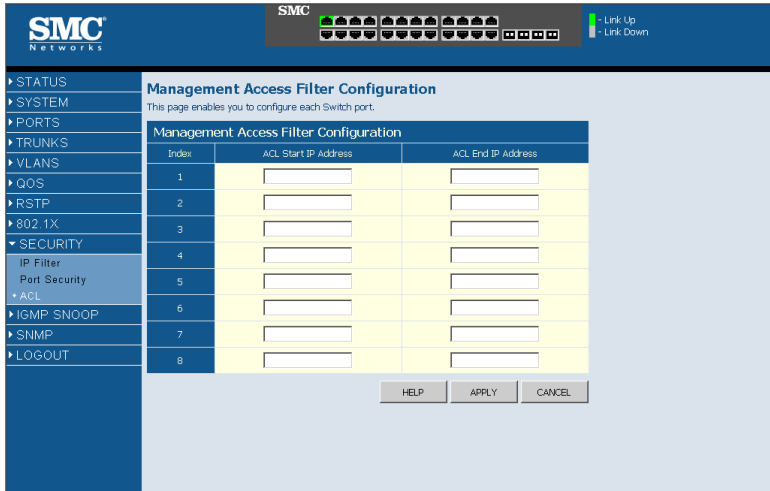 SMC®
Networks
SMC
- Link Up
- Link Down
STATUS
SYSTEM
PORTS
TRUNKS
VLANS
QOS
RSTP
802.1X
SECURITY
IP Filter
Port Security
ACL
IGMP SNOOP
SNMP
LOGOUT
Management Access Filter Configuration
This page enables you to configure each Switch port.
Management Access Filter Configuration
Index ACL Start IP Address ACL End IP Address
1
2
3
4
5
6
7
8
HELP APPLY CANCEL